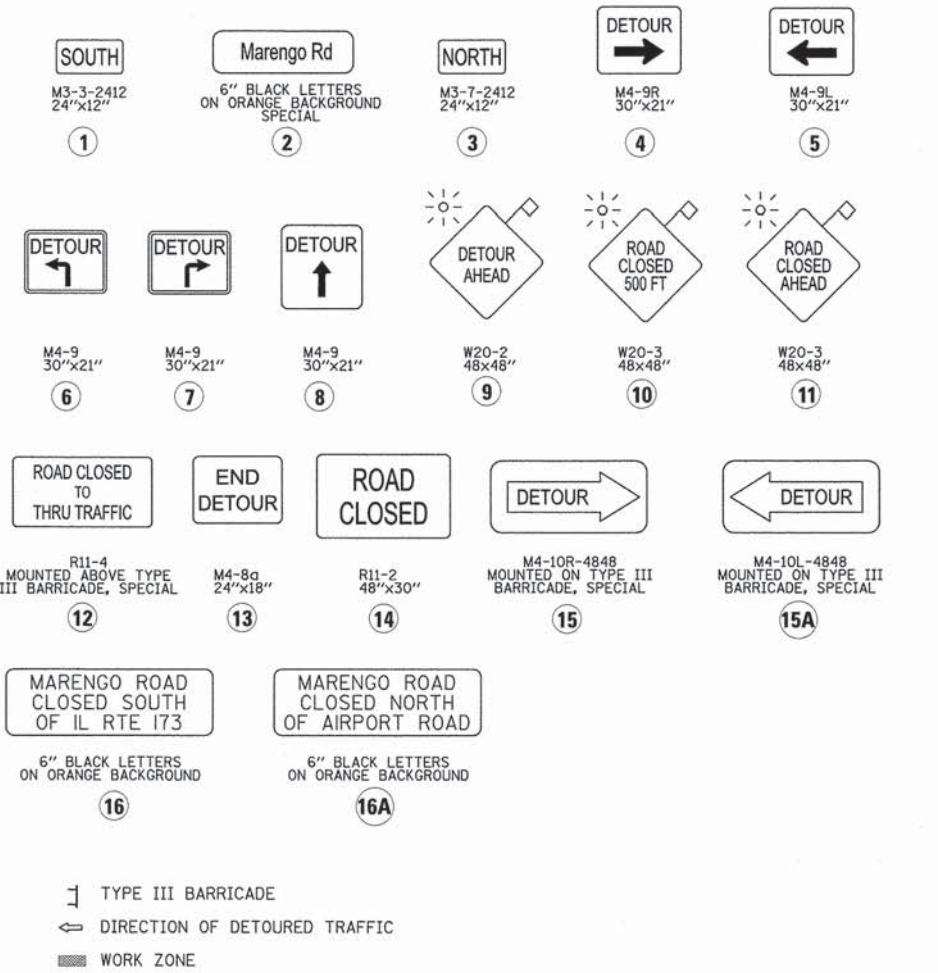 SOUTH
M3-3-2412
24"x12"
1
Marengo Rd
6" BLACK LETTERS
ON ORANGE BACKGROUND
SPECIAL
2
NORTH
M3-7-2412
24"x12"
3
DETOUR
M4-9R
30"x21"
4
DETOUR
M4-9L
30"x21"
5
DETOUR
M4-9
30"x21"
6
DETOUR
M4-9
30"x21"
7
DETOUR
M4-9
30"x21"
8
DETOUR
AHEAD
W20-2
48x48"
9
ROAD
CLOSED
500 FT
W20-3
48x48"
10
ROAD
CLOSED
AHEAD
W20-3
48x48"
11
ROAD CLOSED
TO
THRU TRAFFIC
R11-4
MOUNTED ABOVE TYPE
III BARRICADE, SPECIAL
12
END
DETOUR
M4-8a
24"x18"
13
ROAD
CLOSED
R11-2
48"x30"
14
DETOUR
M4-10R-4848
MOUNTED ON TYPE III
BARRICADE, SPECIAL
15
DETOUR
M4-10L-4848
MOUNTED ON TYPE III
BARRICADE, SPECIAL
15A
MARENGO ROAD
CLOSED SOUTH
OF IL RTE 173
6" BLACK LETTERS
ON ORANGE BACKGROUND
16
MARENGO ROAD
CLOSED NORTH
OF AIRPORT ROAD
6" BLACK LETTERS
ON ORANGE BACKGROUND
16A
TYPE III BARRICADE
DIRECTION OF DETOURED TRAFFIC
WORK ZONE